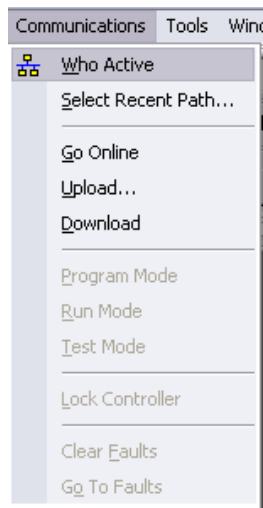 Communications Tools
Who Active
Select Recent Path...
Go Online
Upload...
Download
Program Mode
Run Mode
Test Mode
Lock Controller
Clear Faults
Go To Faults